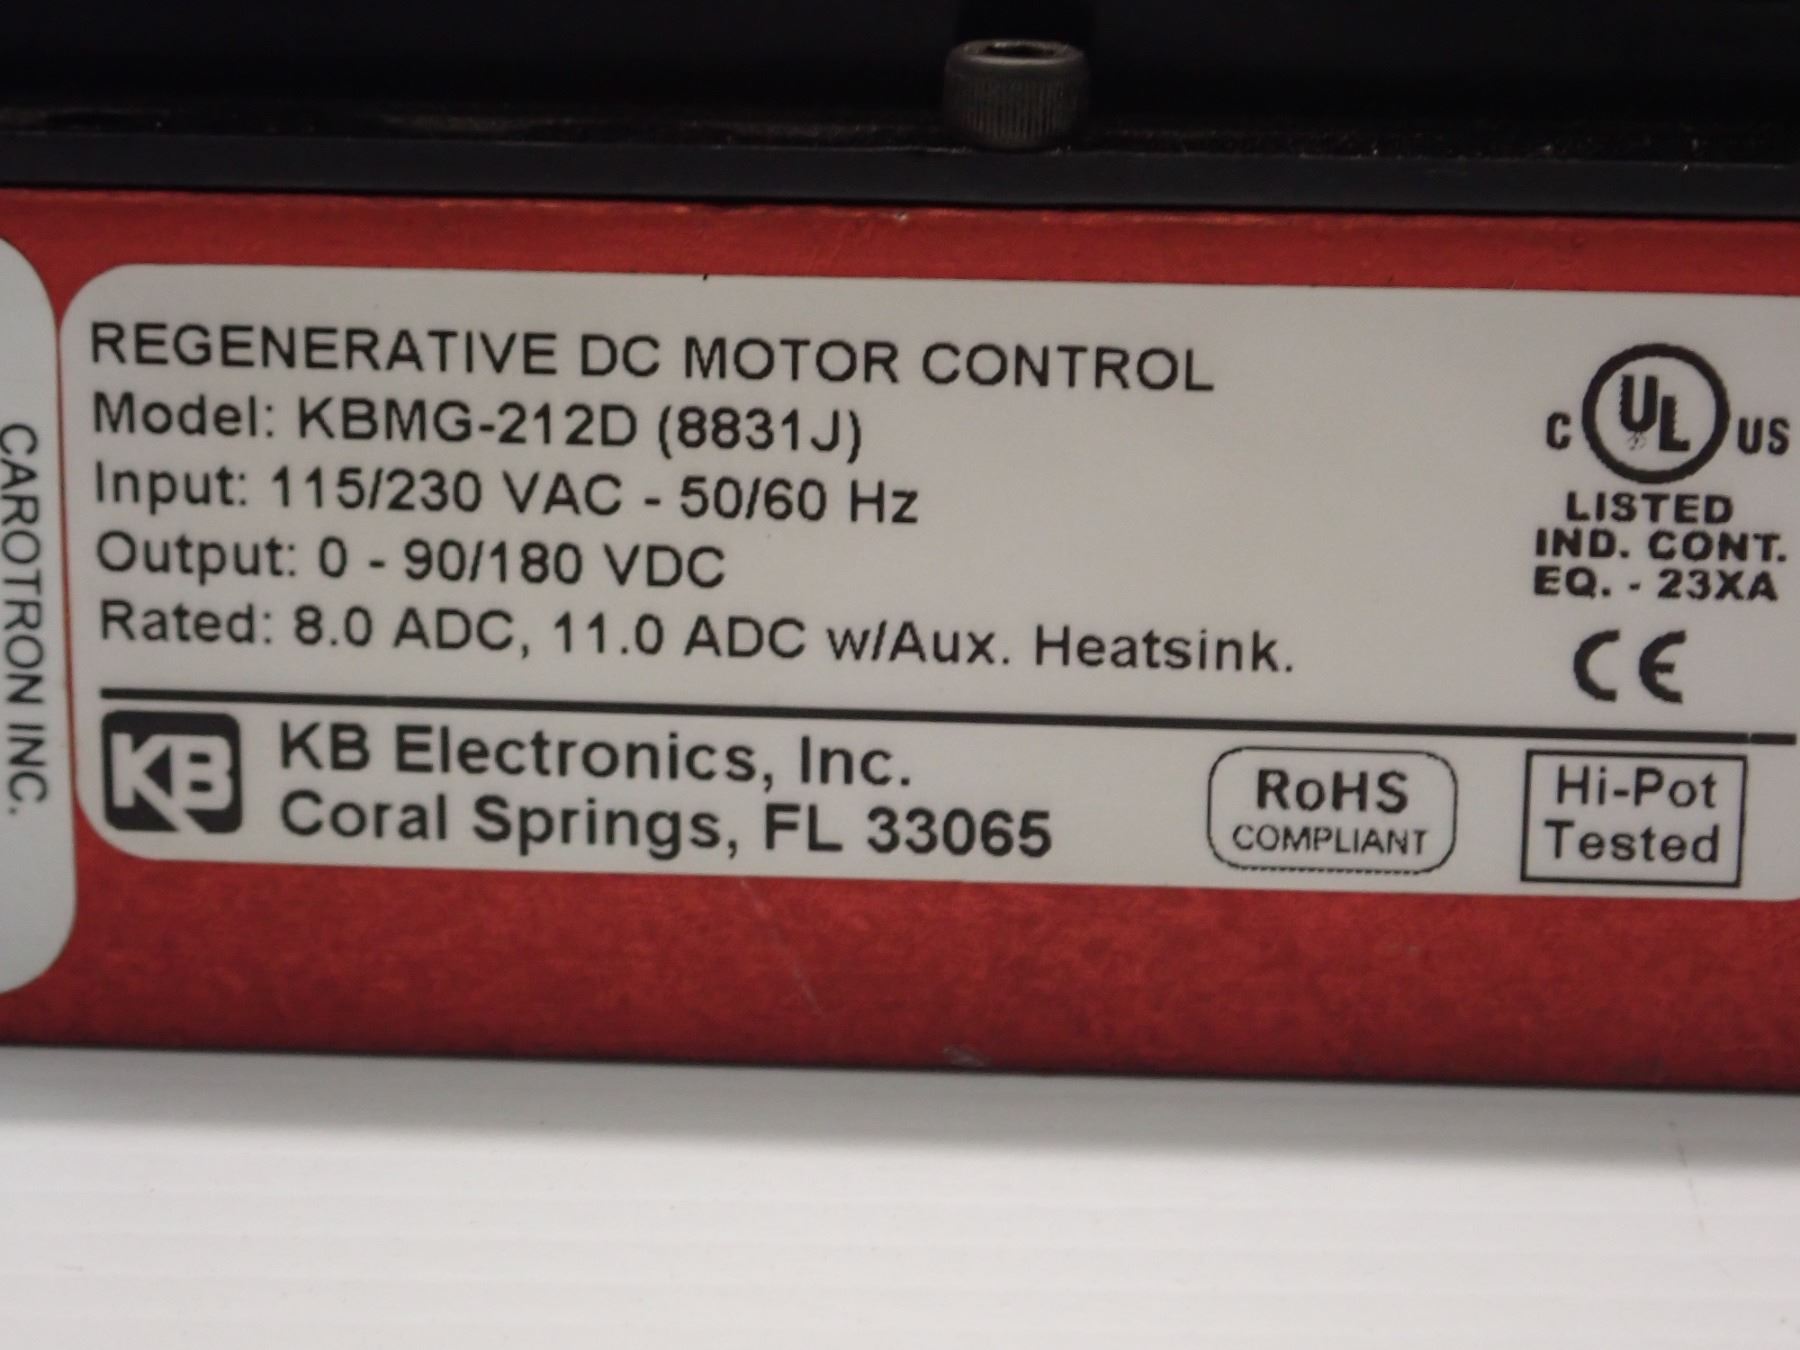 CAROTRON INC.
REGENERATIVE DC MOTOR CONTROL
Model: KBMG-212D (8831J)
Input: 115/230 VAC - 50/60 Hz
Output: 0 - 90/180 VDC
Rated: 8.0 ADC, 11.0 ADC w/Aux. Heatsink.
C UL US
LISTED
IND. CONT.
EQ. - 23XA
CE
KB
KB Electronics, Inc.
Coral Springs, FL 33065
RoHS
COMPLIANT
Hi-Pot
Tested